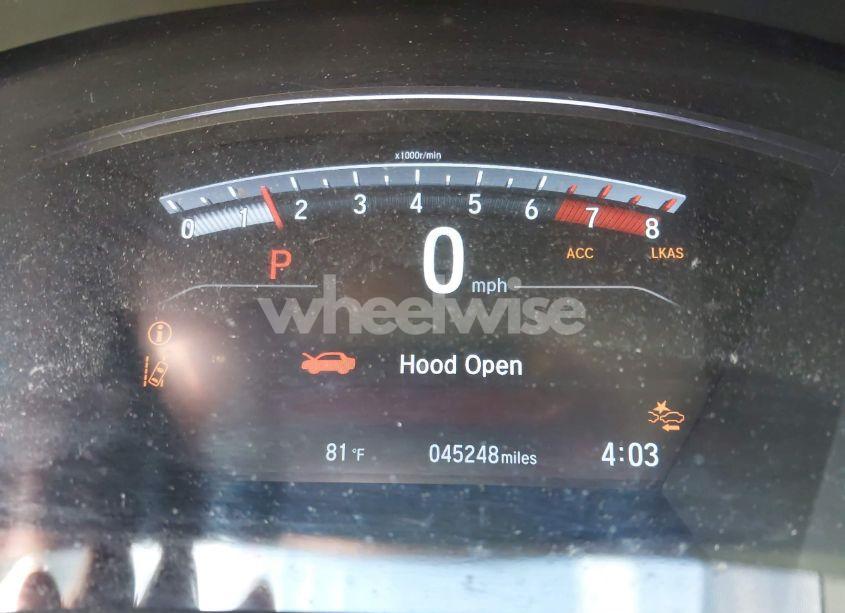 x1000r/min
0 1 2 3 4 5 6 7 8
P 0 mph ACC LKAS
wheelwise
i
Hood Open
81 °F 045248 miles 4:03